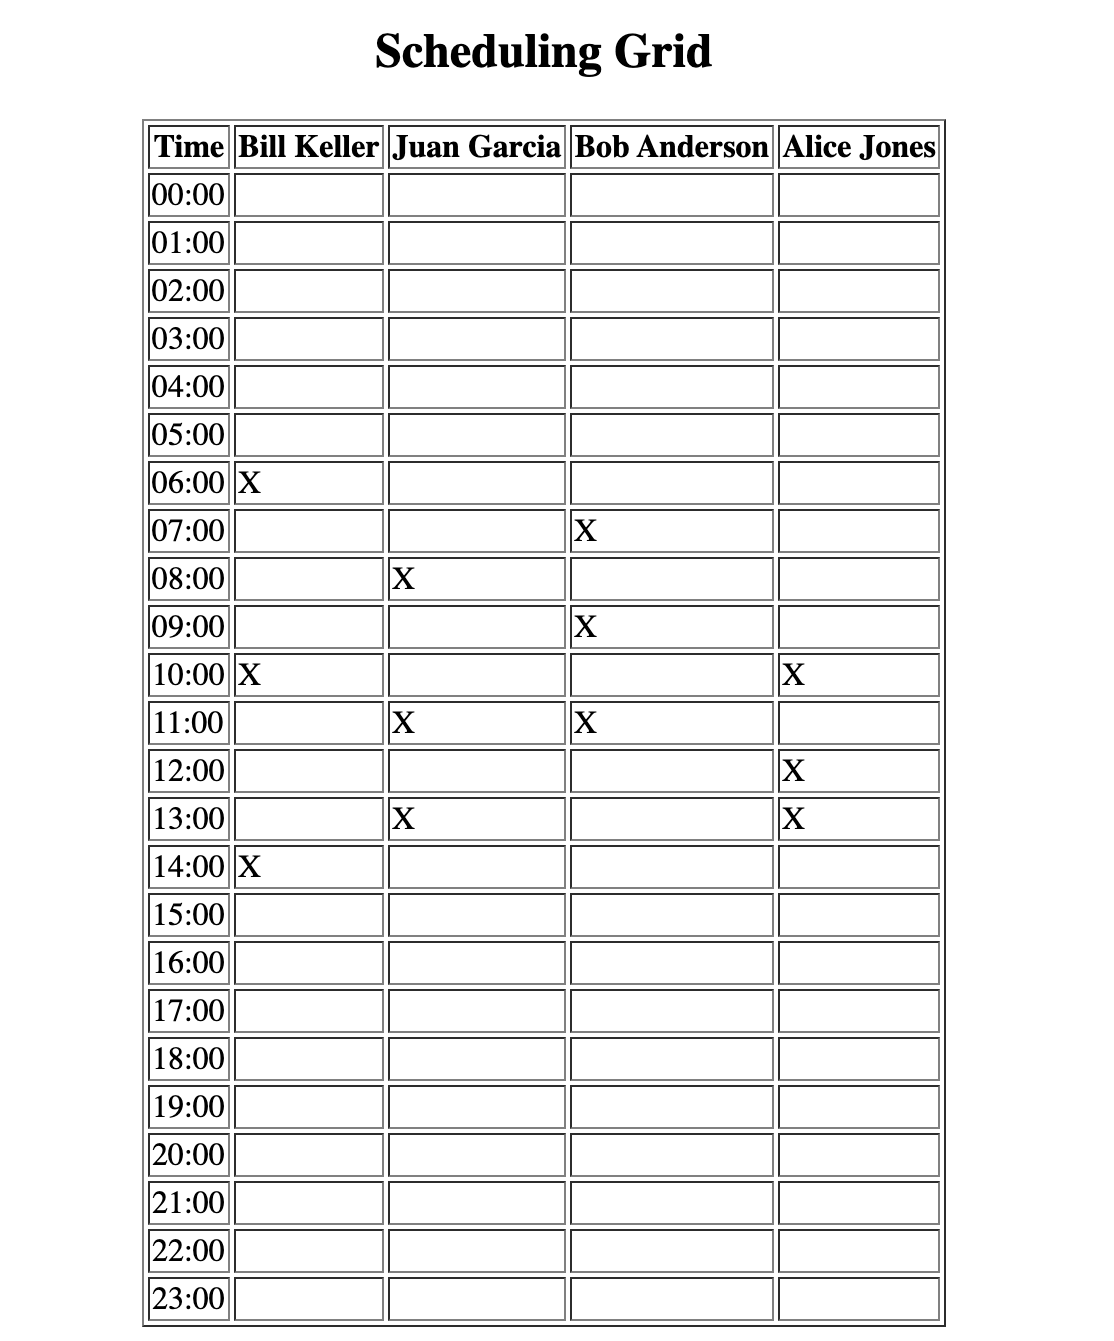 Scheduling Grid
Time Bill Keller Juan Garcia Bob Anderson Alice Jones
00:00
01:00
02:00
03:00
04:00
05:00
06:00 X
07:00 X
08:00 X
09:00 X
10:00 X X
11:00 X X
12:00 X
13:00 X X
14:00 X
15:00
16:00
17:00
18:00
19:00
20:00
21:00
22:00
23:00